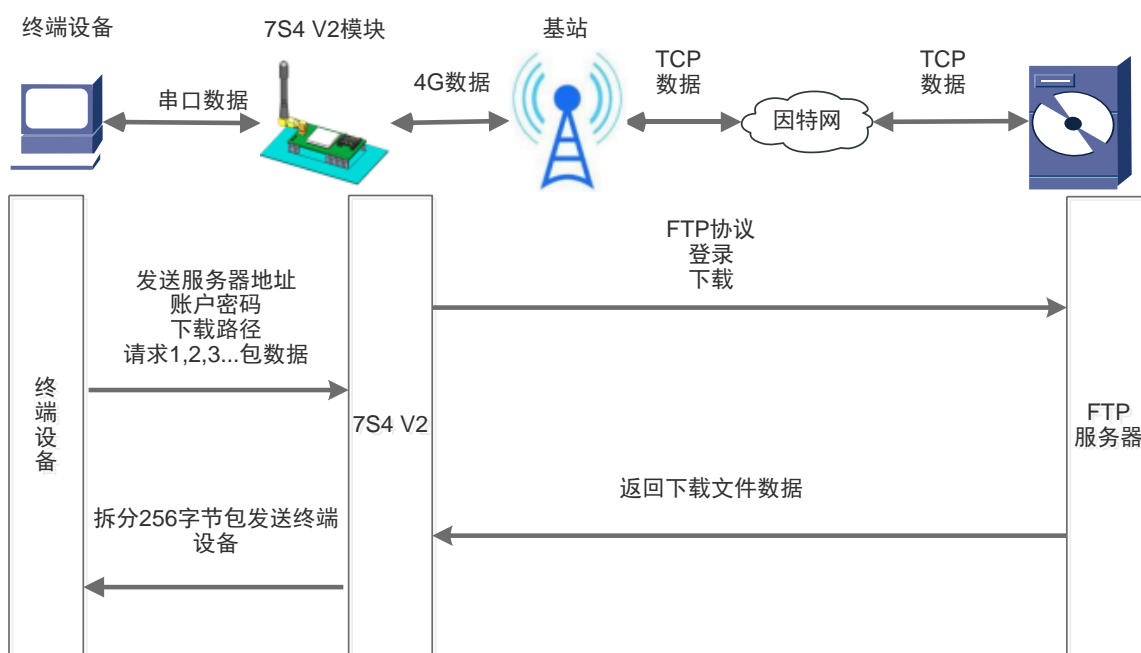 终端设备
7S4 V2模块
基站
串口数据
4G数据
TCP
数据
因特网
TCP
数据
FTP协议
登录
下载
发送服务器地址
账户密码
下载路径
请求1,2,3...包数据
终
端
设
备
7S4 V2
FTP
服务器
返回下载文件数据
拆分256字节包发送终端
设备